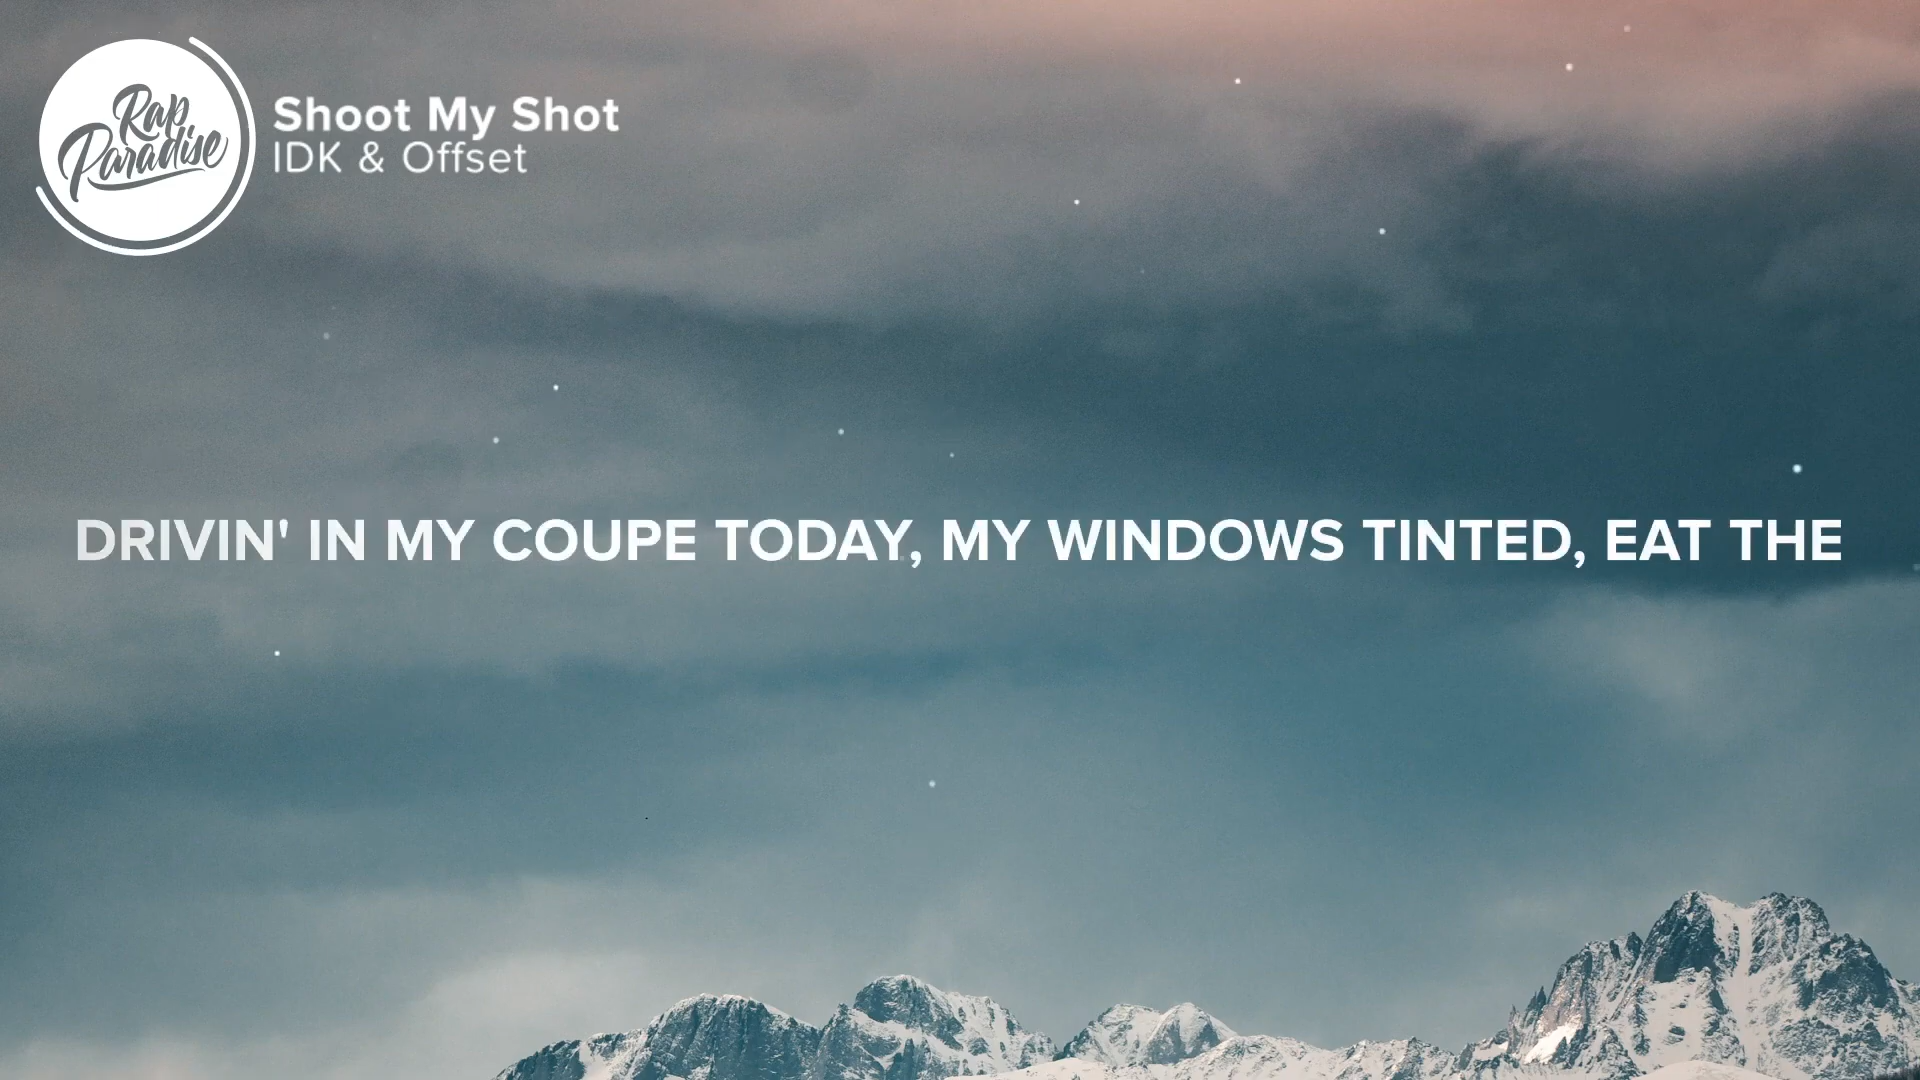 Rap
Paradise
Shoot My Shot
IDK & Offset
DRIVIN' IN MY COUPE TODAY, MY WINDOWS TINTED, EAT THE